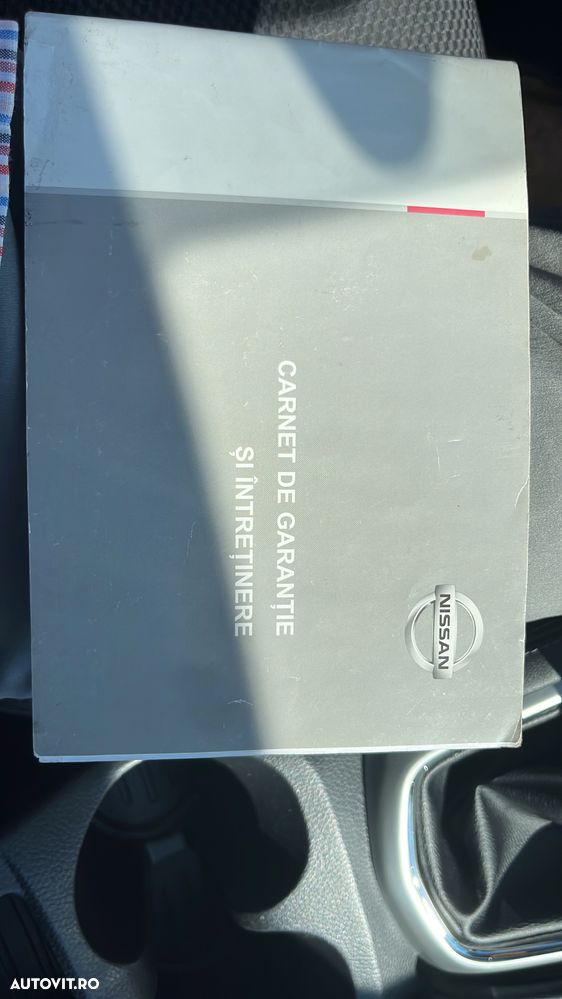 NISSAN
CARNET DE GARANȚIE
ȘI ÎNTREȚINERE
AUTOVIT.RO